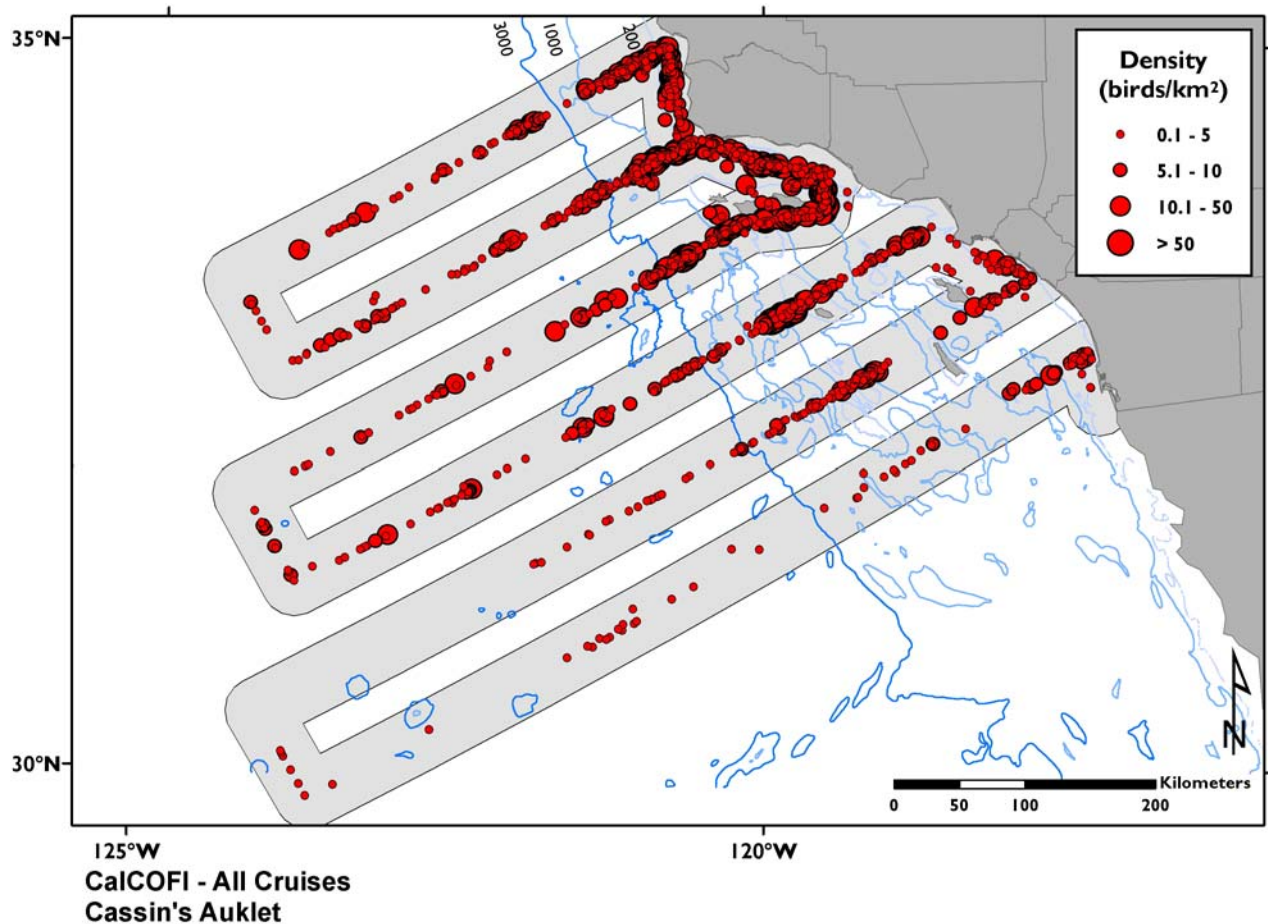 35°N
3000
1000
200
Density
(birds/km²)
0.1 - 5
5.1 - 10
10.1 - 50
> 50
30°N
N
Kilometers
0 50 100 200
125°W 120°W
CalCOFI - All Cruises
Cassin's Auklet